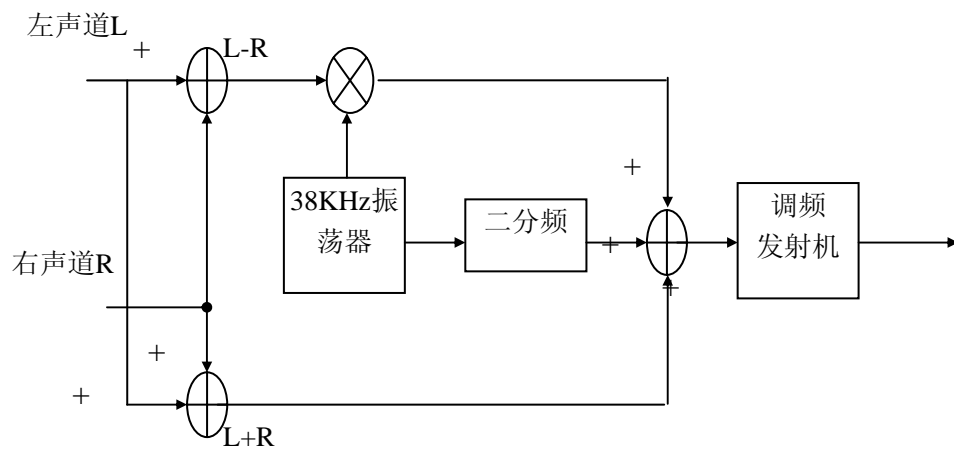 左声道L
+
L-R
+
38KHz振
荡器
二分频
+
调频
发射机
右声道R
+
+
+
L+R